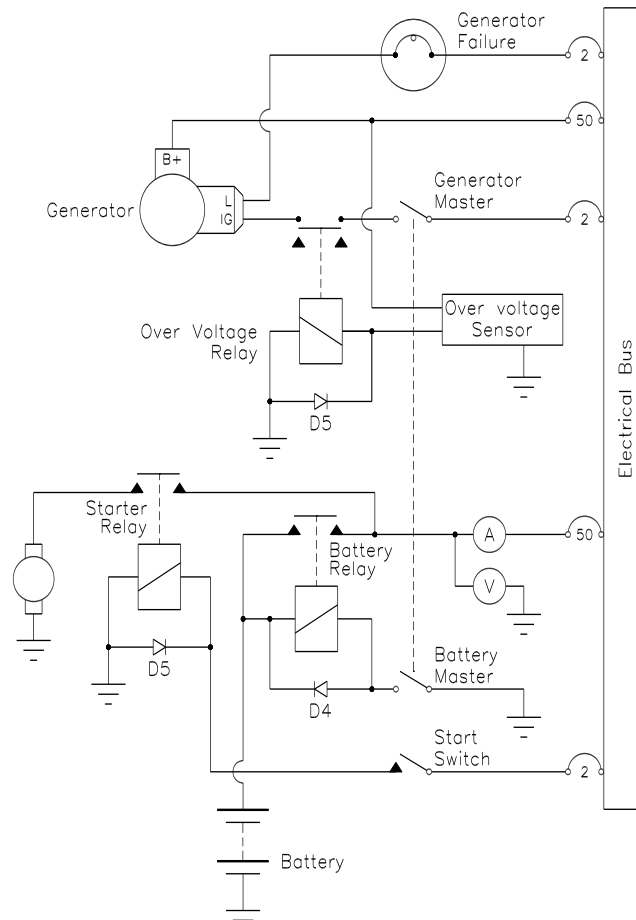 Generator
Failure
2
50
B+
L
IG
Generator
Generator
Master
2
Over voltage
Sensor
Over Voltage
Relay
D5
Electrical Bus
Starter
Relay
Battery
Relay
A
50
V
D5
D4
Battery
Master
Start
Switch
2
Battery